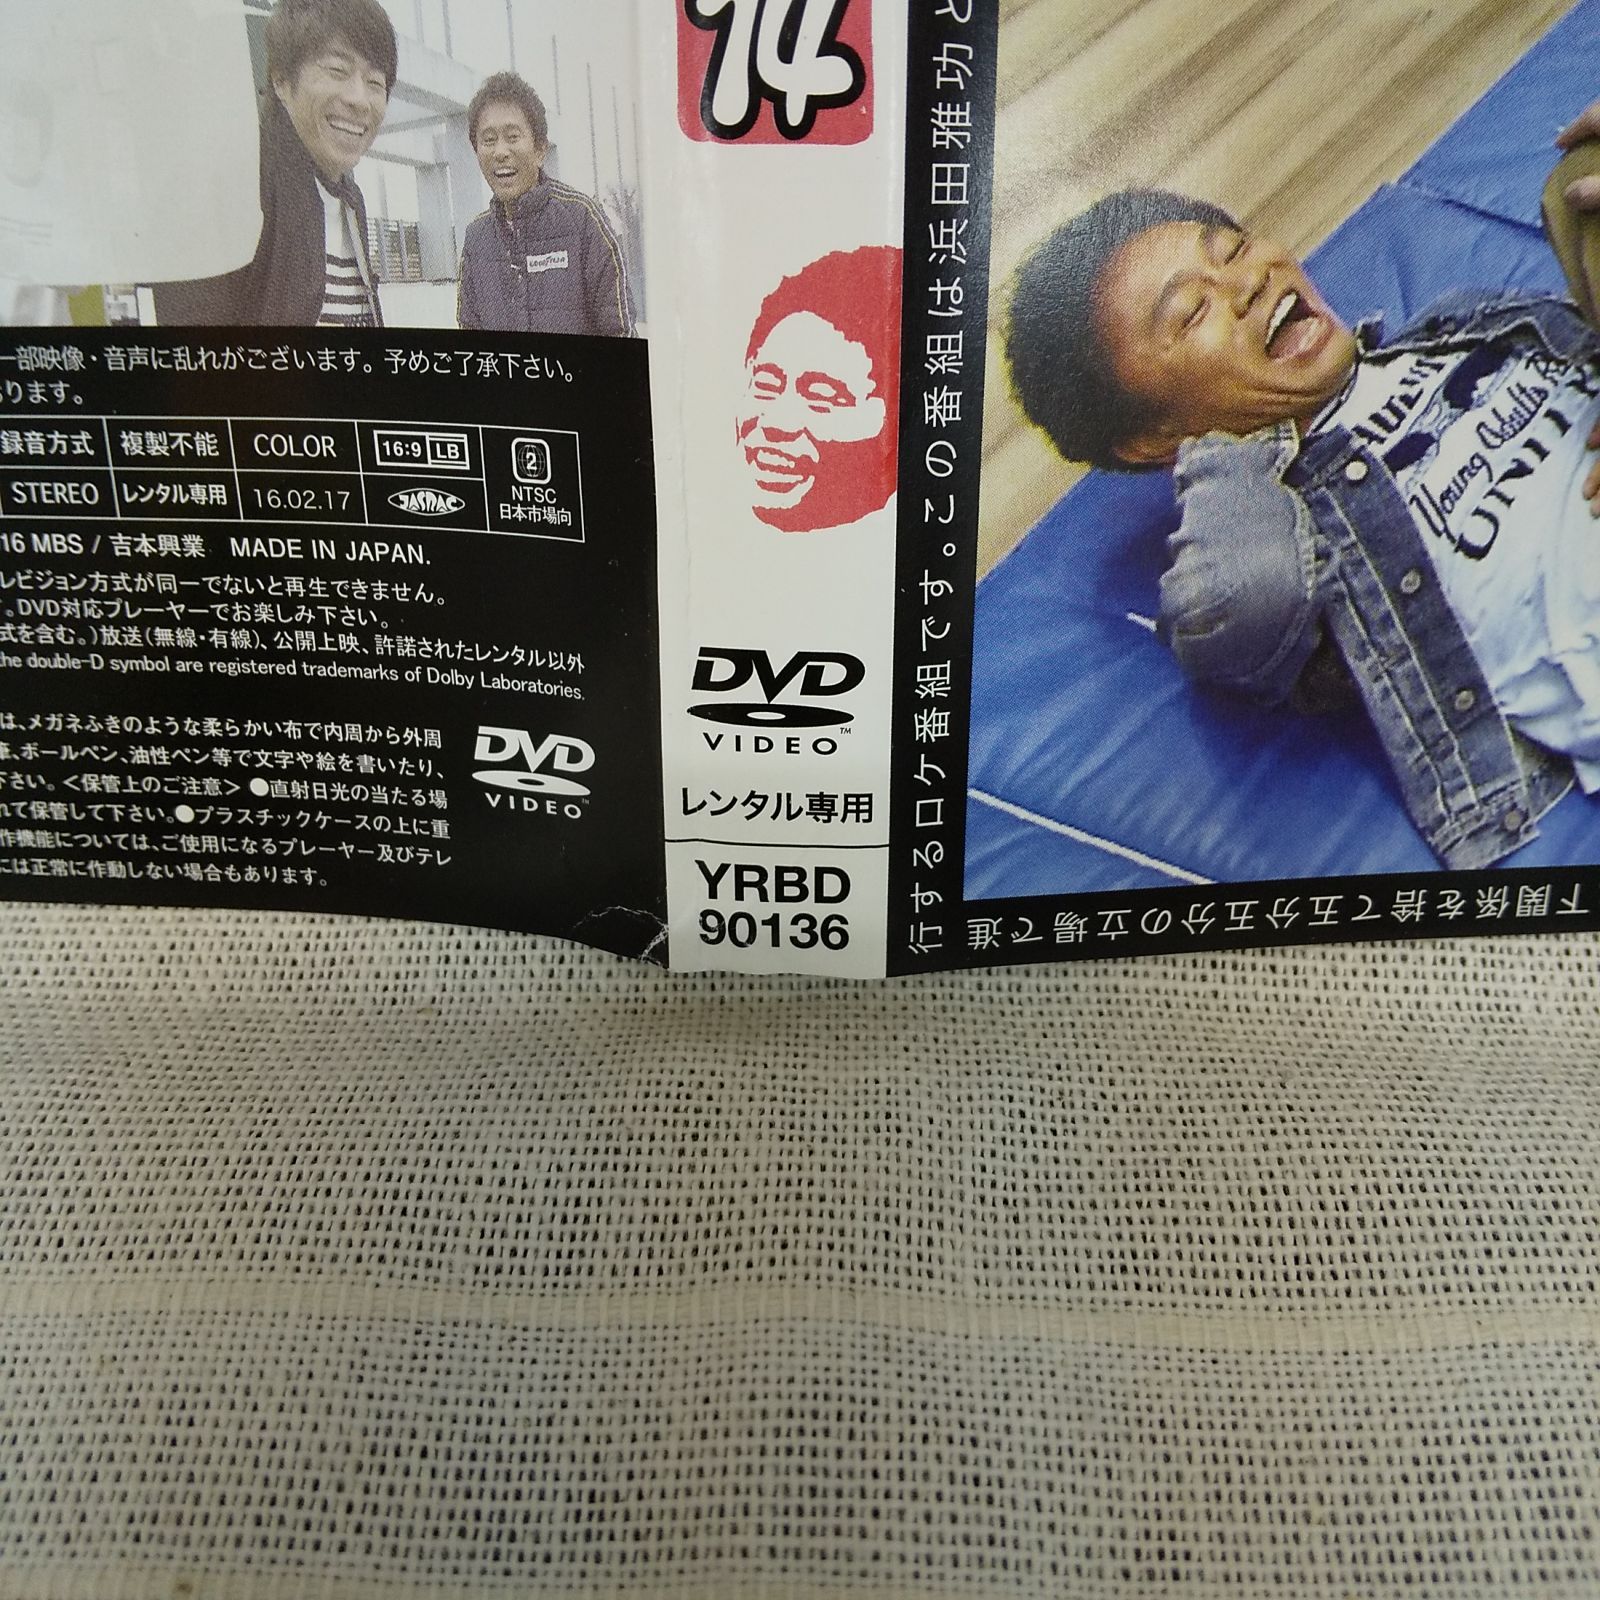 一部映像・音声に乱れがございます。予めご了承下さい。
ります。
録音方式
複製不能
COLOR
16:9 LB
2
STEREO
レンタル専用
16.02.17
JASRAC
NTSC
日本市場向
16 MBS / 吉本興業 MADE IN JAPAN.
レビジョン方式が同一でないと再生できません。
。DVD対応プレーヤーでお楽しみ下さい。
式を含む。)放送(無線・有線)、公開上映、許諾されたレンタル以外
the double-D symbol are registered trademarks of Dolby Laboratories.
は、メガネふきのような柔らかい布で内周から外周
筆、ボールペン、油性ペン等で文字や絵を書いたり、
下さい。<保管上のご注意> ●直射日光の当たる場
れて保管して下さい。●プラスチックケースの上に重
作機能については、ご使用になるプレーヤー及びテレ
には正常に作動しない場合もあります。
DVD
VIDEO
14
DVD
VIDEO™
レンタル専用
YRBD
90136
行するロケ番組です。この番組は浜田雅功と
下関係を捨て五分五分の立場で進
Young Adults